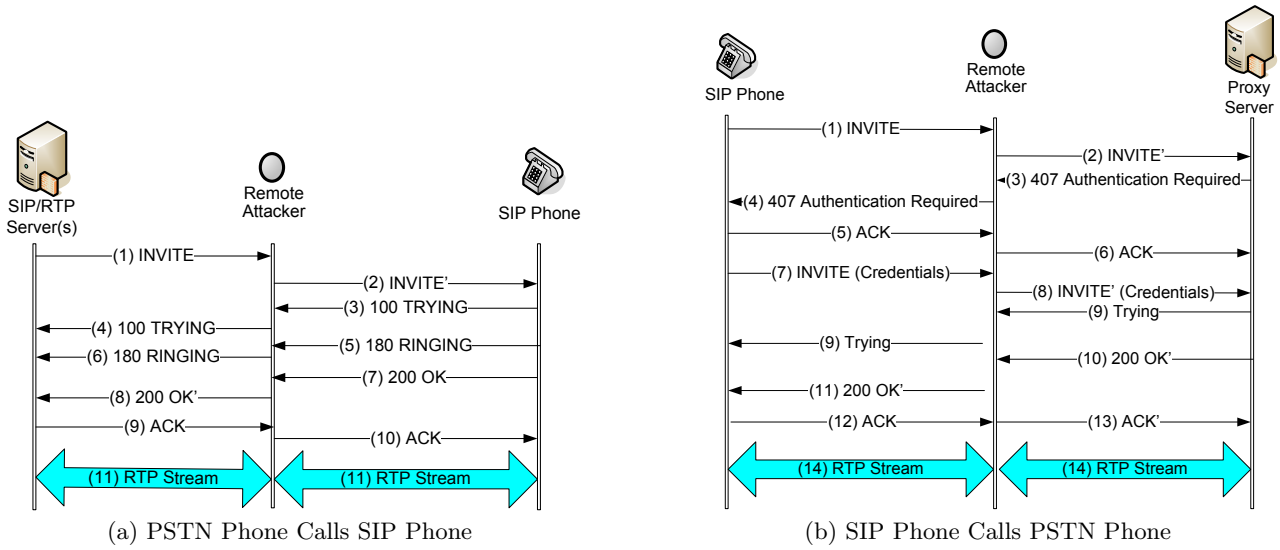 SIP/RTP
Server(s)
Remote
Attacker
SIP Phone
(1) INVITE
(2) INVITE’
(3) 100 TRYING
(4) 100 TRYING
(5) 180 RINGING
(6) 180 RINGING
(7) 200 OK
(8) 200 OK’
(9) ACK
(10) ACK
(11) RTP Stream
(11) RTP Stream
(a) PSTN Phone Calls SIP Phone
SIP Phone
Remote
Attacker
Proxy
Server
(1) INVITE
(2) INVITE’
(3) 407 Authentication Required
(4) 407 Authentication Required
(5) ACK
(6) ACK
(7) INVITE (Credentials)
(8) INVITE’ (Credentials)
(9) Trying
(9) Trying
(10) 200 OK’
(11) 200 OK’
(12) ACK
(13) ACK’
(14) RTP Stream
(14) RTP Stream
(b) SIP Phone Calls PSTN Phone